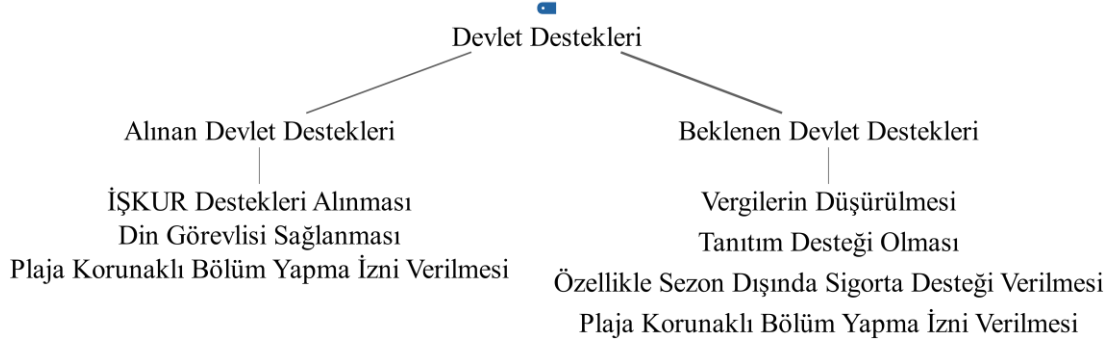 Devlet Destekleri
Alınan Devlet Destekleri
İŞKUR Destekleri Alınması
Din Görevlisi Sağlanması
Plaja Korunaklı Bölüm Yapma İzni Verilmesi
Beklenen Devlet Destekleri
Vergilerin Düşürülmesi
Tanıtım Desteği Olması
Özellikle Sezon Dışında Sigorta Desteği Verilmesi
Plaja Korunaklı Bölüm Yapma İzni Verilmesi